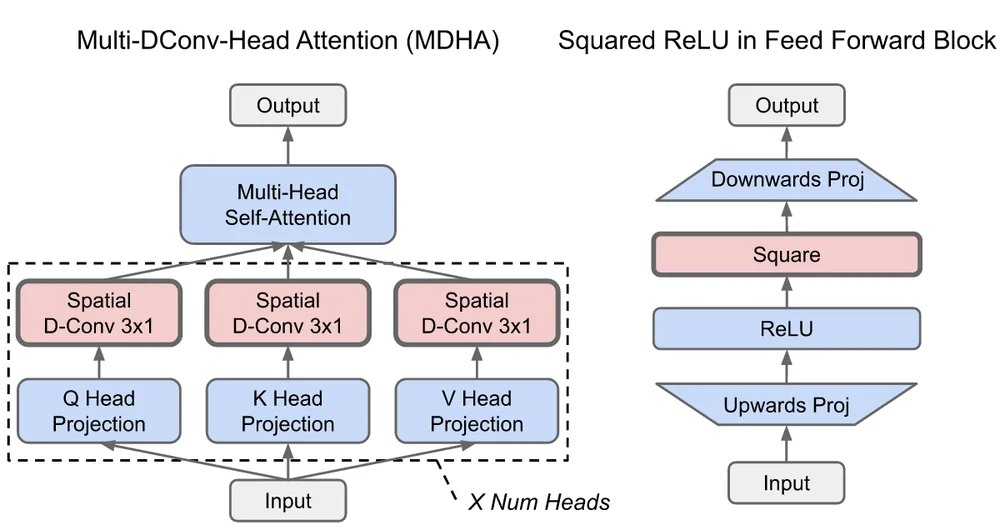 Multi-DConv-Head Attention (MDHA)
Output
Multi-Head
Self-Attention
Spatial
D-Conv 3x1
Spatial
D-Conv 3x1
Spatial
D-Conv 3x1
Q Head
Projection
K Head
Projection
V Head
Projection
Input
X Num Heads
Squared ReLU in Feed Forward Block
Output
Downwards Proj
Square
ReLU
Upwards Proj
Input